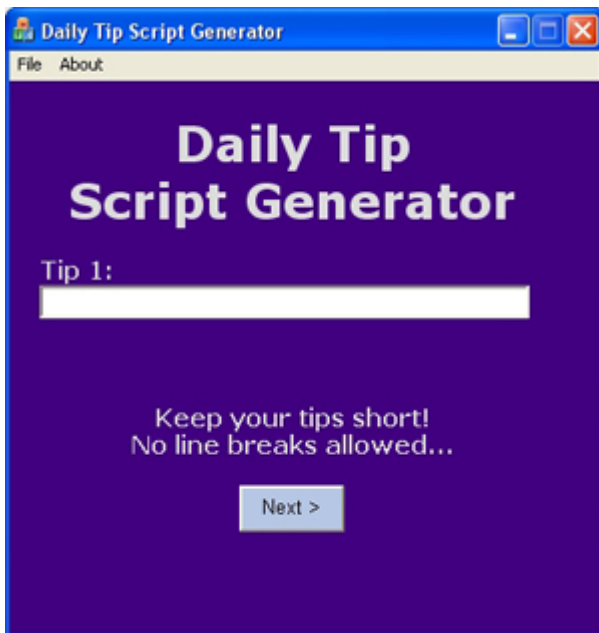 Daily Tip Script Generator
File About
Daily Tip
Script Generator
Tip 1:
Keep your tips short!
No line breaks allowed...
Next >